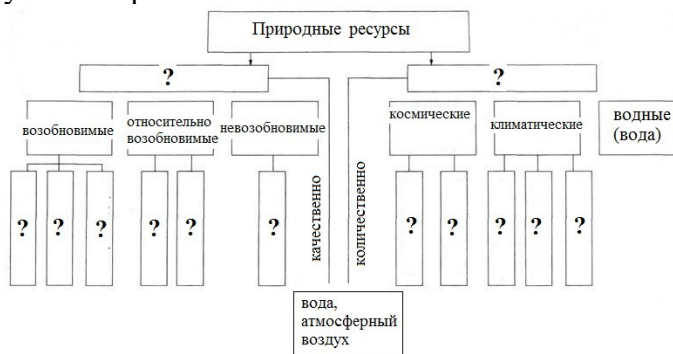 Природные ресурсы
?
?
возобновимые
относительно
возобновимые
невозобновимые
космические
климатические
водные
(вода)
?
?
?
?
?
?
качественно
количественно
?
?
?
?
?
вода,
атмосферный
воздух